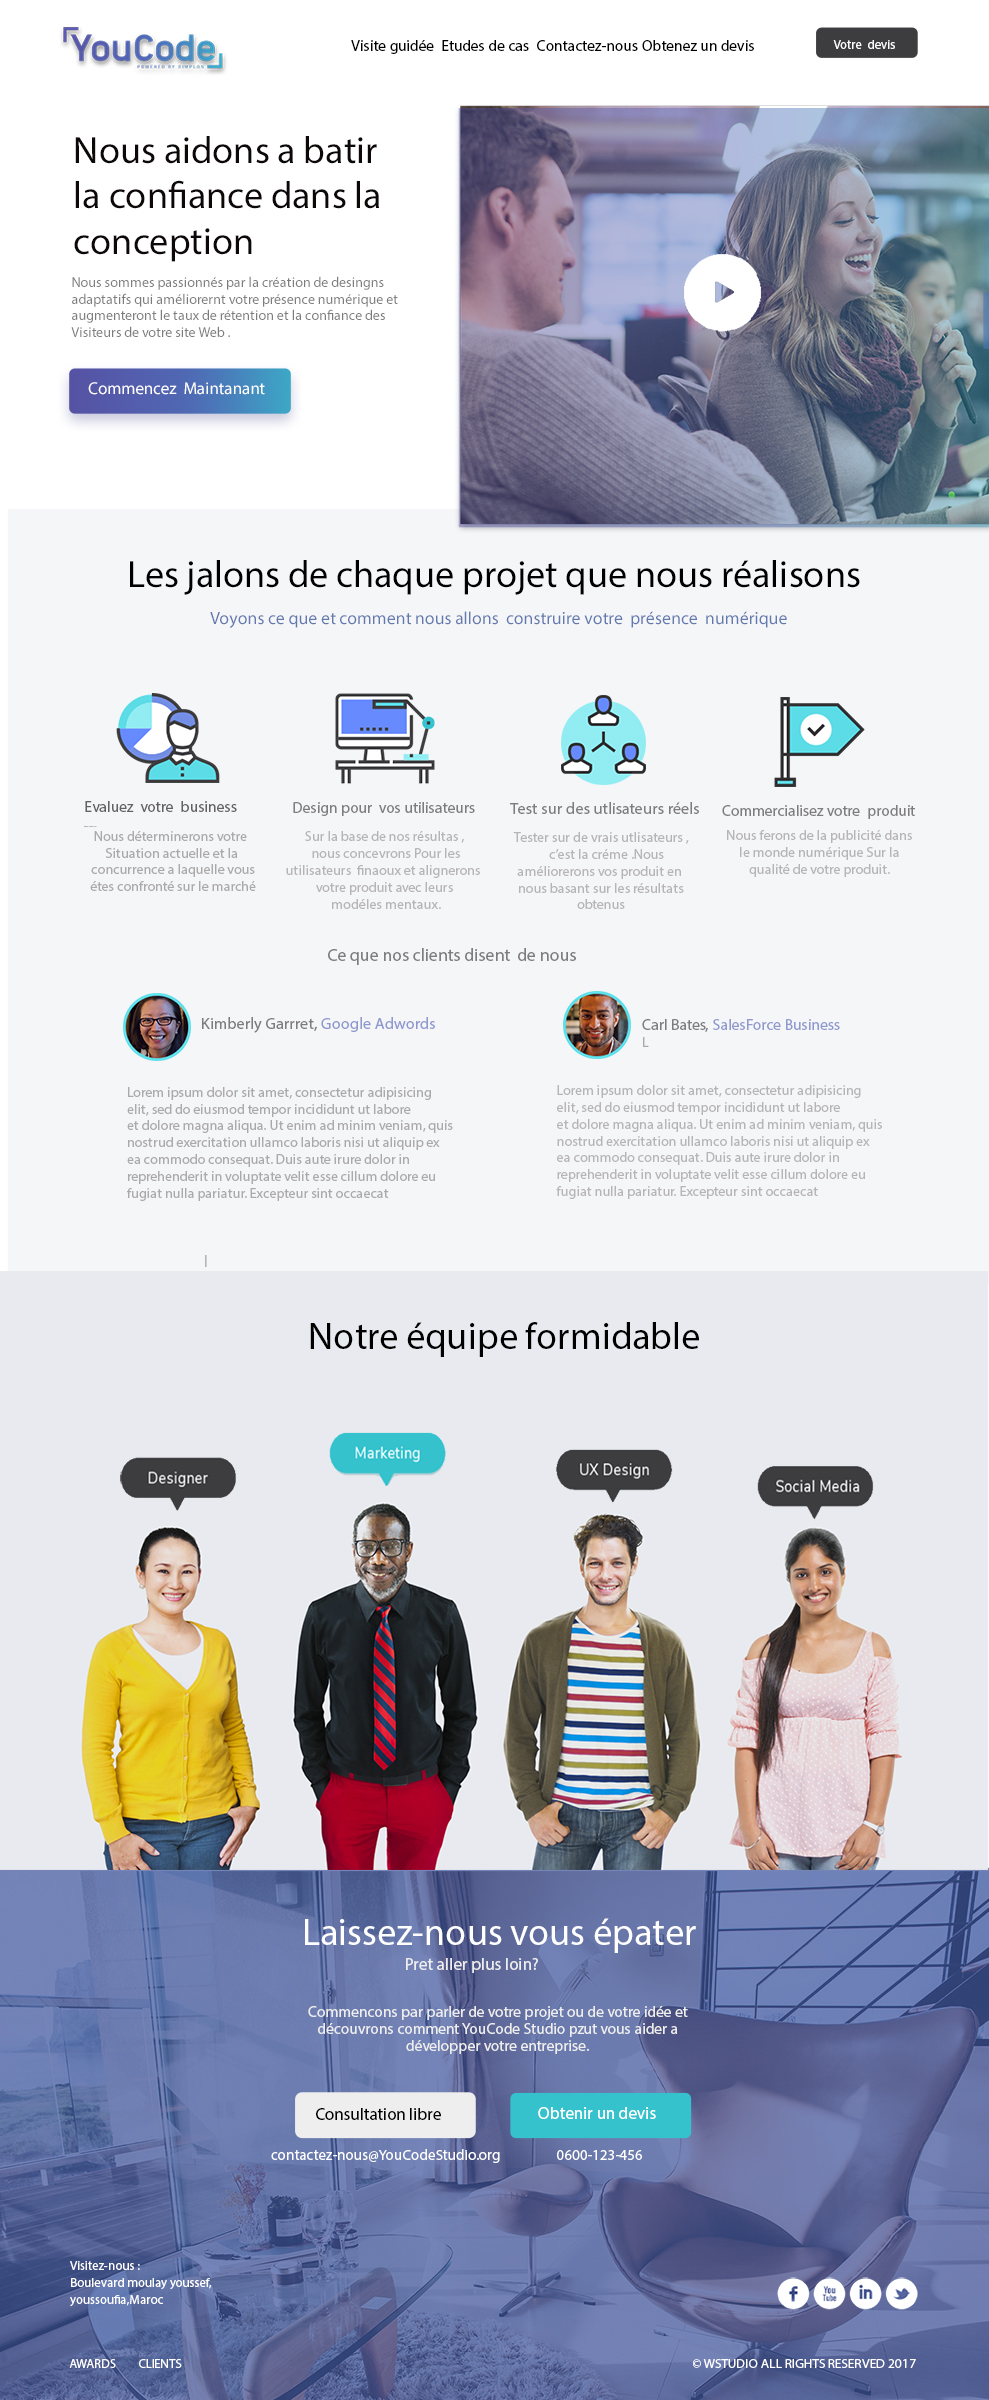 YouCode
POWERED BY SIMPLON
Visite guidée Etudes de cas Contactez-nous Obtenez un devis
Votre devis
Nous aidons a batir
la confiance dans la
conception
Nous sommes passionnés par la création de desingns
adaptatifs qui améliorernt votre présence numérique et
augmenteront le taux de rétention et la confiance des
Visiteurs de votre site Web .
Commencez Maintanant
Les jalons de chaque projet que nous réalisons
Voyons ce que et comment nous allons construire votre présence numérique
Evaluez votre business
Nous déterminerons votre
Situation actuelle et la
concurrence a laquelle vous
étes confronté sur le marché
Design pour vos utilisateurs
Sur la base de nos résultas ,
nous concevrons Pour les
utilisateurs finaoux et alignerons
votre produit avec leurs
modéles mentaux.
Test sur des utlisateurs réels
Tester sur de vrais utlisateurs ,
c'est la créme .Nous
améliorerons vos produit en
nous basant sur les résultats
obtenus
Commercialisez votre produit
Nous ferons de la publicité dans
le monde numérique Sur la
qualité de votre produit.
Ce que nos clients disent de nous
Kimberly Garrret, Google Adwords
Lorem ipsum dolor sit amet, consectetur adipisicing
elit, sed do eiusmod tempor incididunt ut labore
et dolore magna aliqua. Ut enim ad minim veniam, quis
nostrud exercitation ullamco laboris nisi ut aliquip ex
ea commodo consequat. Duis aute irure dolor in
reprehenderit in voluptate velit esse cillum dolore eu
fugiat nulla pariatur. Excepteur sint occaecat
Carl Bates, SalesForce Business
L
Lorem ipsum dolor sit amet, consectetur adipisicing
elit, sed do eiusmod tempor incididunt ut labore
et dolore magna aliqua. Ut enim ad minim veniam, quis
nostrud exercitation ullamco laboris nisi ut aliquip ex
ea commodo consequat. Duis aute irure dolor in
reprehenderit in voluptate velit esse cillum dolore eu
fugiat nulla pariatur. Excepteur sint occaecat
Notre équipe formidable
Designer
Marketing
UX Design
Social Media
Laissez-nous vous épater
Pret aller plus loin?
Commencons par parler de votre projet ou de votre idée et
découvrons comment YouCode Studio pzut vous aider a
développer votre entreprise.
Consultation libre
Obtenir un devis
contactez-nous@YouCodeStudio.org
0600-123-456
Visitez-nous :
Boulevard moulay youssef,
youssoufia,Maroc
f
You
Tube
in
AWARDS CLIENTS
© WSTUDIO ALL RIGHTS RESERVED 2017